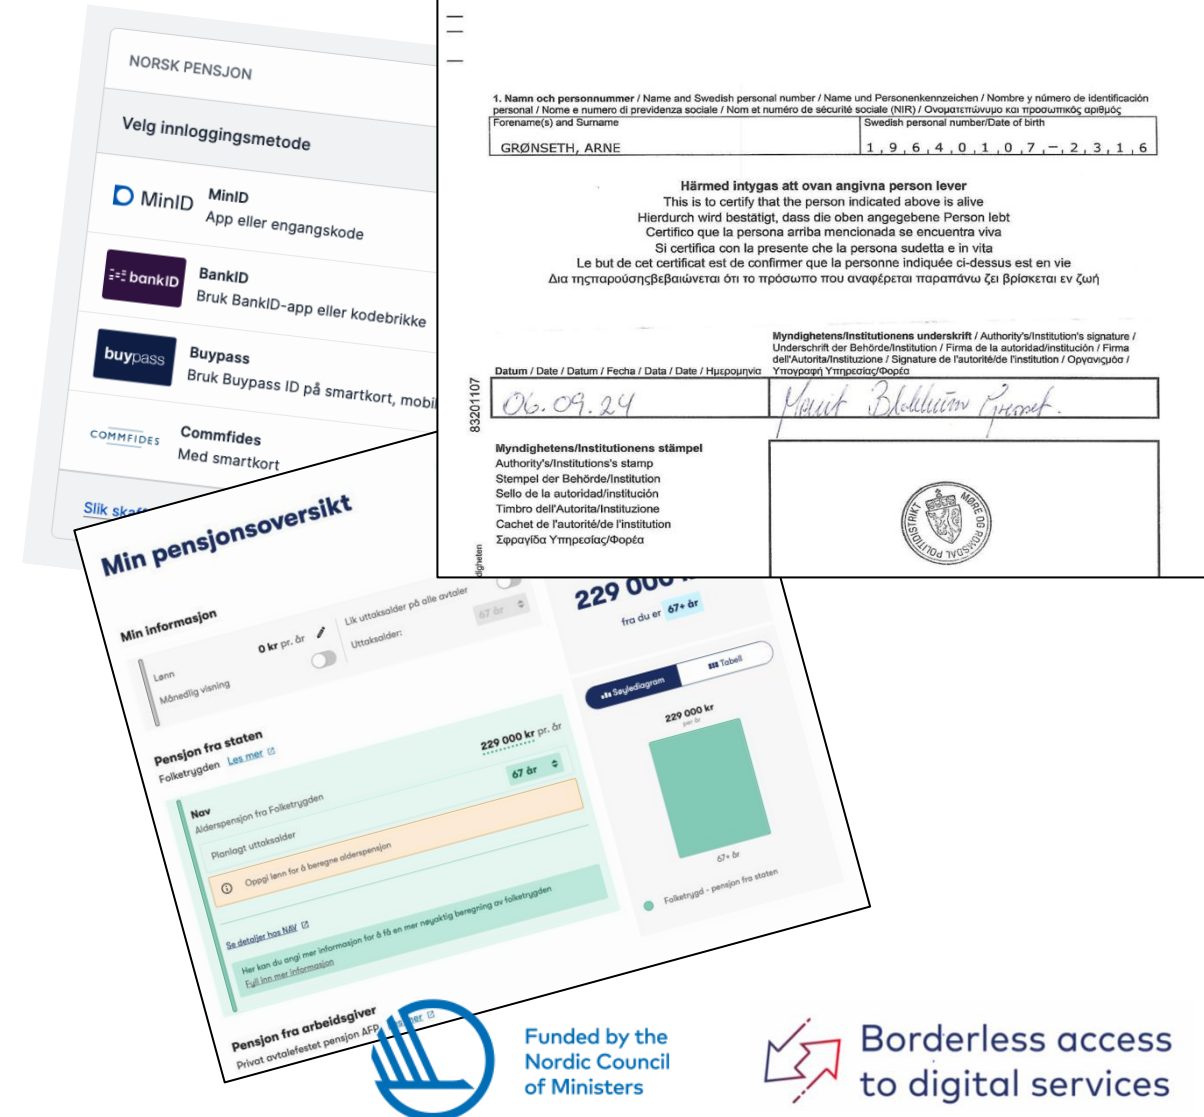 NORSK PENSJON
Velg innloggingsmetode
MinID
MinID
App eller engangskode
bankID
BankID
Bruk BankID-app eller kodebrikke
buypass
Buypass
Bruk Buypass ID på smartkort, mobil
COMMFIDES
Commfides
Med smartkort
Slik
1. Namn och personnummer / Name and Swedish personal number / Name und Personenkennzeichen / Nombre y número de identificación
personal / Nome e numero di previdenza sociale / Nom et numéro de sécurité sociale (NIR) / Ονοματεπώνυμο και προσωπικός αριθμός
Forename(s) and Surname
Swedish personal number/Date of birth
GRØNSETH, ARNE
1,9,6,4,0,1,0,7,-,2,3,1,6
Härmed intygas att ovan angivna person lever
This is to certify that the person indicated above is alive
Hierdurch wird bestätigt, dass die oben angegebene Person lebt
Certifico que la persona arriba mencionada se encuentra viva
Si certifica con la presente che la persona sudetta e in vita
Le but de cet certificat est de confirmer que la personne indiquée ci-dessus est en vie
Δια τηςπαρούσηςβεβαιώνεται ότι το πρόσωπο που αναφέρεται παραπάνω ζει βρίσκεται εν ζωή
Myndighetens/Institutionens underskrift / Authority's/Institution's signature /
Underschrift der Behörde/Institution / Firma de la autoridad/institución / Firma
dell'Autorita/Instituzione / Signature de l'autorité/de l'institution / Οργανιςμόα /
Υπογραφή Υπηρεσίας/Φορέα
Datum / Date / Datum / Fecha / Data / Date / Ημερομηνία
06.09.24
83201107
Myndighetens/Institutionens stämpel
Authority's/Institutions's stamp
Stempel der Behörde/Institution
Sello de la autoridad/institución
Timbro dell'Autorita/Instituzione
Cachet de l'autorité/de l'institution
Σφραγίδα Υπηρεσίας/Φορέα
digheten
MØRE OG ROMSDAL POLITIDISTRIKT
Min pensjonsoversikt
Min informasjon
Lønn
0 kr pr. år
Månedlig visning
Lik uttaksalder på alle avtaler
Uttaksalder:
67 år
229 000
fra du er 67+ år
Søylediagram
Tabell
229 000 kr
per år
67+ år
Folketrygd - pensjon fra staten
Pensjon fra staten
Folketrygden Les mer
229 000 kr pr. år
Nav
Alderspensjon fra Folketrygden
Planlagt uttaksalder
67 år
Oppgi lønn for å beregne alderspensjon
Se detaljer hos NAV
Her kan du angi mer informasjon for å få en mer nøyaktig beregning av folketrygden
Full inn mer informasjon
Pensjon fra arbeidsgiver
Privat avtalefestet pensjon AFP
Funded by the
Nordic Council
of Ministers
Borderless access
to digital services